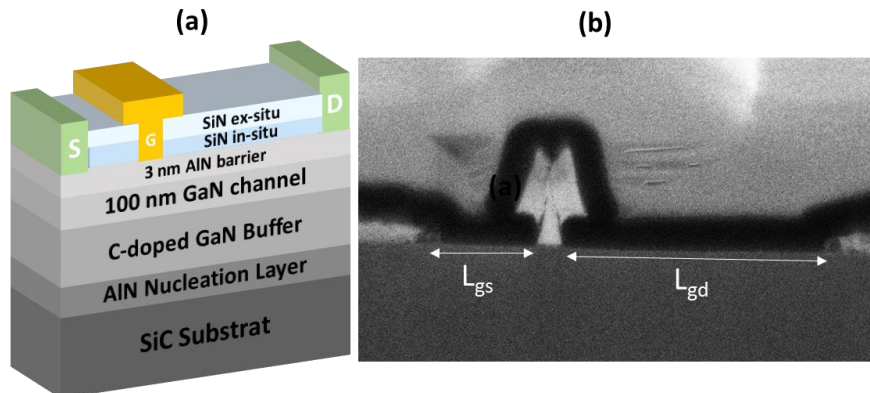 (a)
(b)
D
SiN ex-situ
G
SiN in-situ
S
3 nm AlN barrier
100 nm GaN channel
C-doped GaN Buffer
AlN Nucleation Layer
SiC Substrat
(a)
Lgs
Lgd